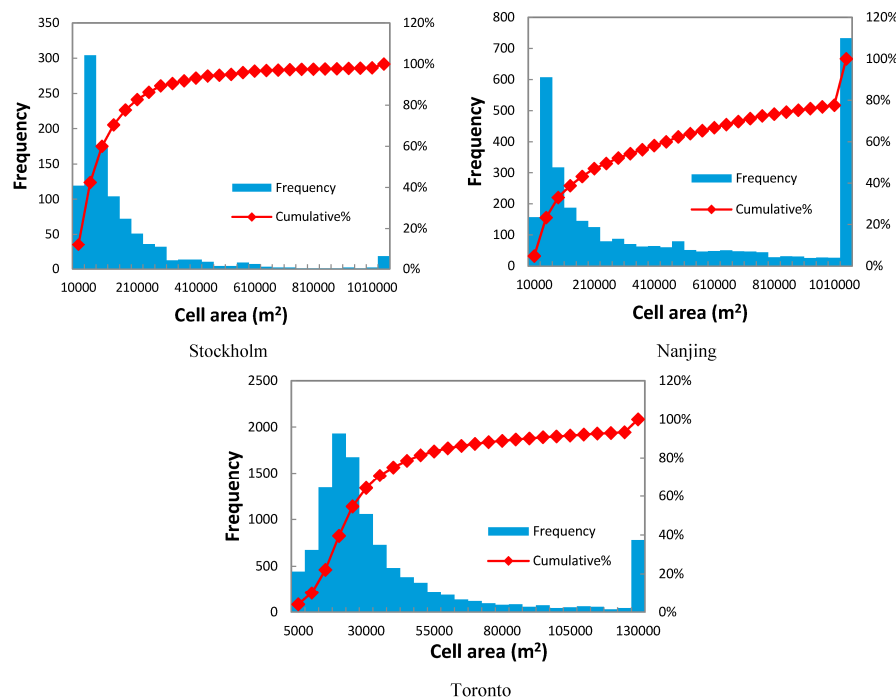 350
300
250
200
150
100
50
0
120%
100%
80%
60%
40%
20%
0%
Frequency
Frequency
Cumulative%
10000 210000 410000 610000 810000 1010000
Cell area (m²)
Stockholm
800
700
600
500
400
300
200
100
0
120%
100%
80%
60%
40%
20%
0%
Frequency
Frequency
Cumulative%
10000 210000 410000 610000 810000 1010000
Cell area (m²)
Nanjing
2500
2000
1500
1000
500
0
120%
100%
80%
60%
40%
20%
0%
Frequency
Frequency
Cumulative%
5000 30000 55000 80000 105000 130000
Cell area (m²)
Toronto